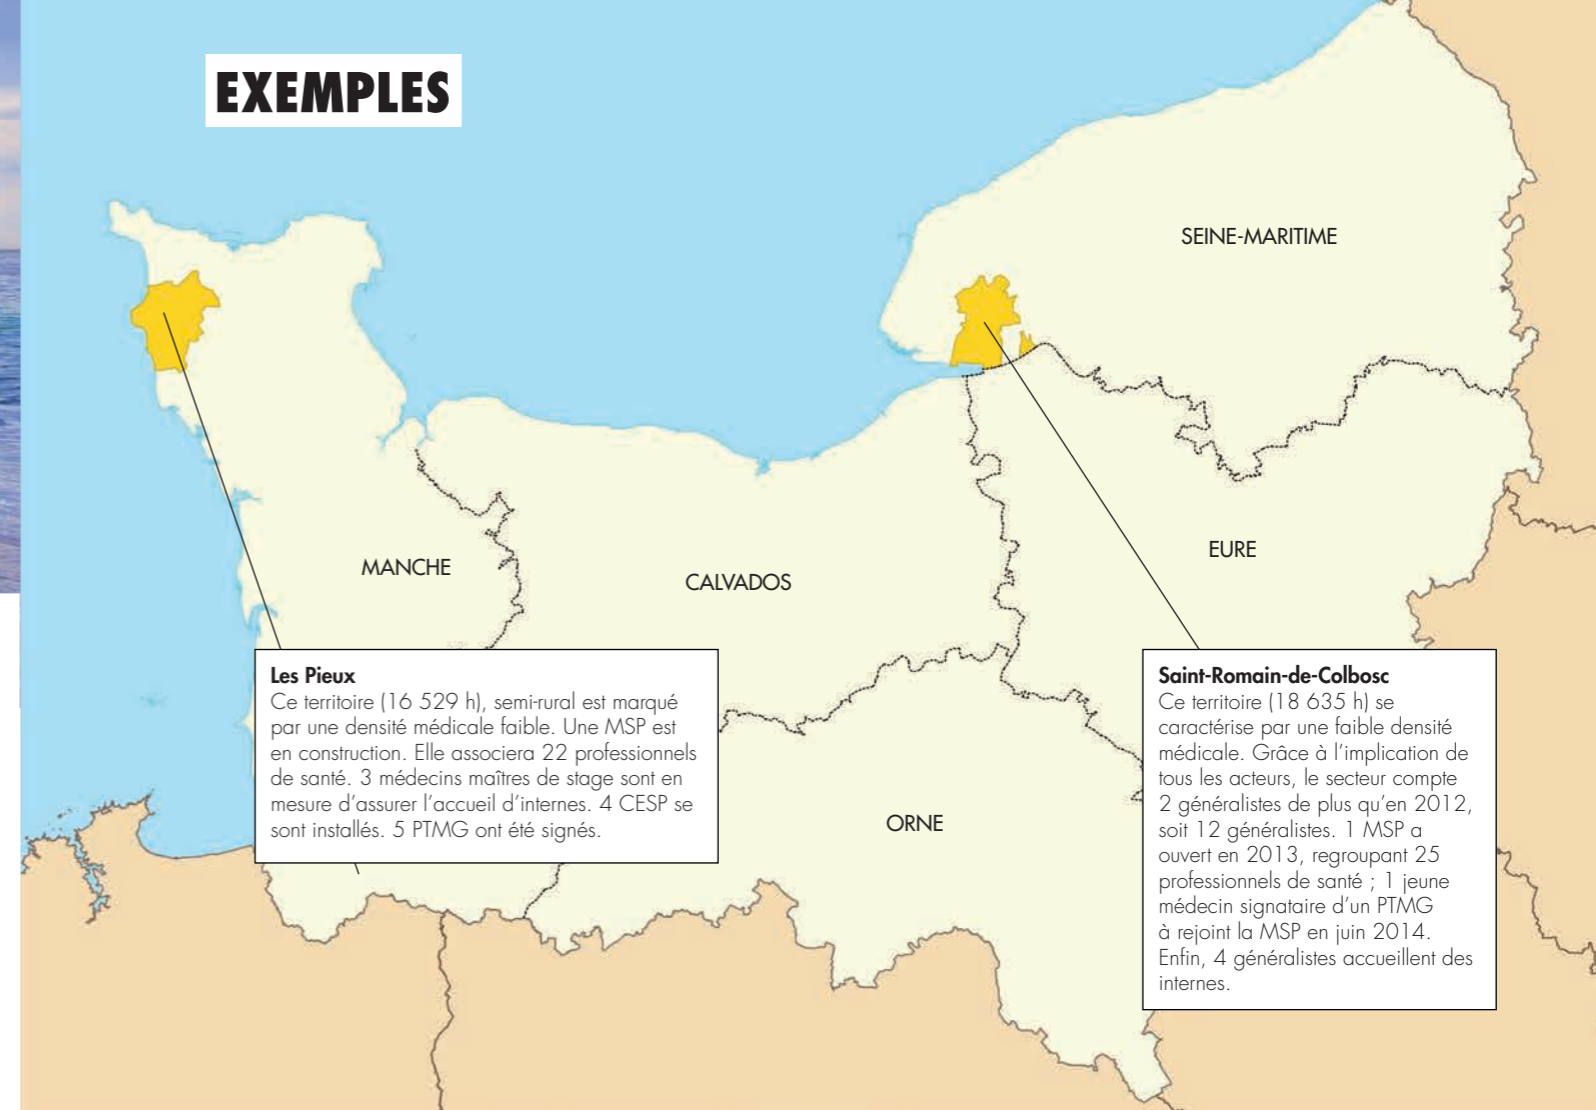 EXEMPLES
SEINE-MARITIME
MANCHE
CALVADOS
EURE
ORNE
Les Pieux
Ce territoire (16 529 h), semi-rural est marqué
par une densité médicale faible. Une MSP est
en construction. Elle associera 22 professionnels
de santé. 3 médecins maîtres de stage sont en
mesure d'assurer l'accueil d'internes. 4 CESP se
sont installés. 5 PTMG ont été signés.
Saint-Romain-de-Colbosc
Ce territoire (18 635 h) se
caractérise par une faible densité
médicale. Grâce à l'implication de
tous les acteurs, le secteur compte
2 généralistes de plus qu'en 2012,
soit 12 généralistes. 1 MSP a
ouvert en 2013, regroupant 25
professionnels de santé ; 1 jeune
médecin signataire d'un PTMG
à rejoint la MSP en juin 2014.
Enfin, 4 généralistes accueillent des
internes.